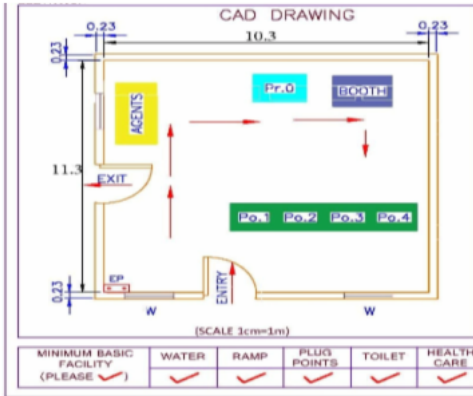 CAD DRAWING
0.23
10.3
0.23
0.23
AGENTS
Pr.O
BOOTH
11.3
EXIT
Po.1 Po.2 Po.3 Po.4
EP
ENTRY
0.23
W
W
(SCALE 1cm=1m)
MINIMUM BASIC FACILITY (PLEASE ✓)
WATER
RAMP
PLUG POINTS
TOILET
HEALTH CARE
✓ ✓ ✓ ✓ ✓